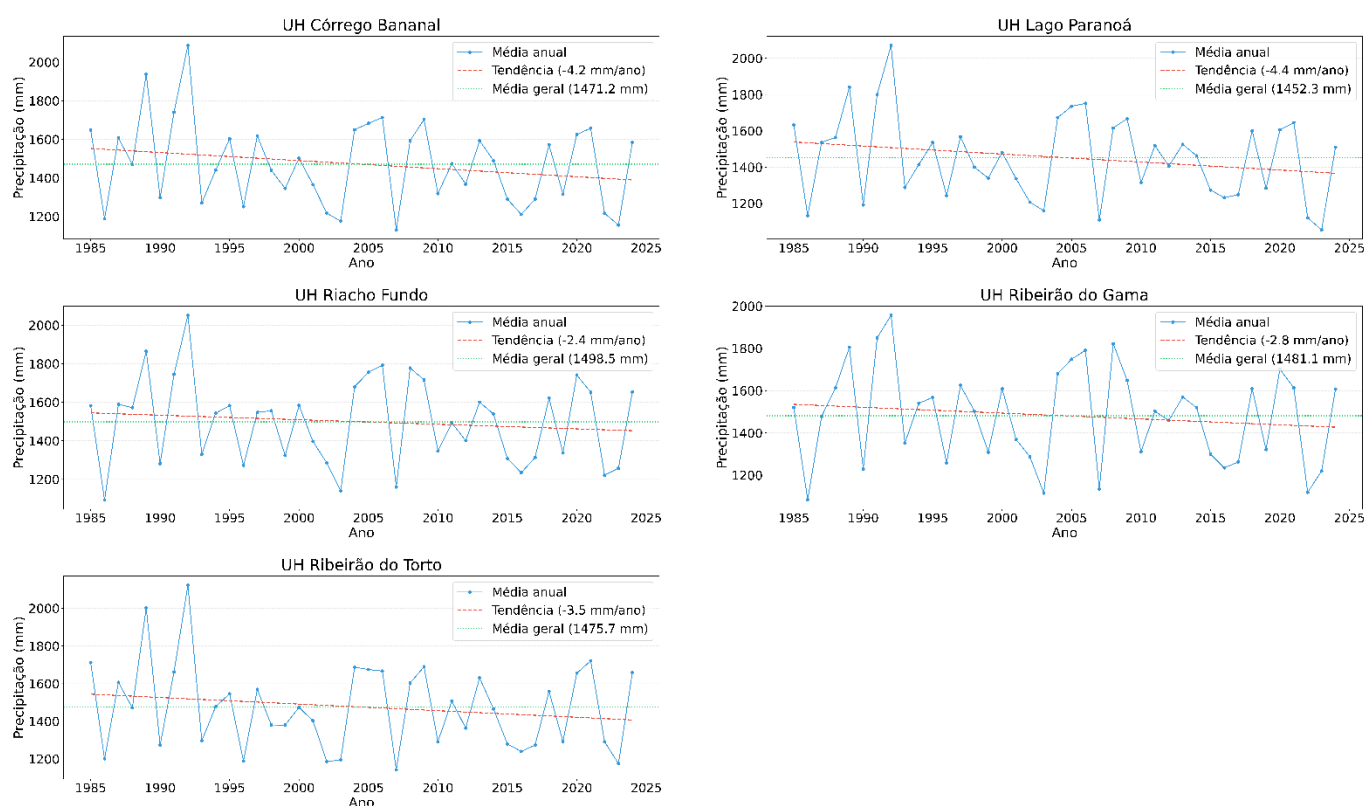 UH Córrego Bananal
Precipitação (mm)
2000
1800
1600
1400
1200
Média anual
Tendência (-4.2 mm/ano)
Média geral (1471.2 mm)
1985 1990 1995 2000 2005 2010 2015 2020 2025
Ano
UH Lago Paranoá
Precipitação (mm)
2000
1800
1600
1400
1200
Média anual
Tendência (-4.4 mm/ano)
Média geral (1452.3 mm)
1985 1990 1995 2000 2005 2010 2015 2020 2025
Ano
UH Riacho Fundo
Precipitação (mm)
2000
1800
1600
1400
1200
Média anual
Tendência (-2.4 mm/ano)
Média geral (1498.5 mm)
1985 1990 1995 2000 2005 2010 2015 2020 2025
Ano
UH Ribeirão do Gama
Precipitação (mm)
2000
1800
1600
1400
1200
Média anual
Tendência (-2.8 mm/ano)
Média geral (1481.1 mm)
1985 1990 1995 2000 2005 2010 2015 2020 2025
Ano
UH Ribeirão do Torto
Precipitação (mm)
2000
1800
1600
1400
1200
Média anual
Tendência (-3.5 mm/ano)
Média geral (1475.7 mm)
1985 1990 1995 2000 2005 2010 2015 2020 2025
Ano